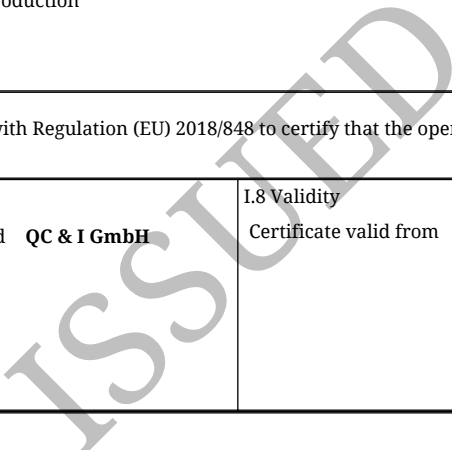 oduction
vith Regulation (EU) 2018/848 to certify that the oper
d QC & I GmbH
I.8 Validity
Certificate valid from
ISSUED